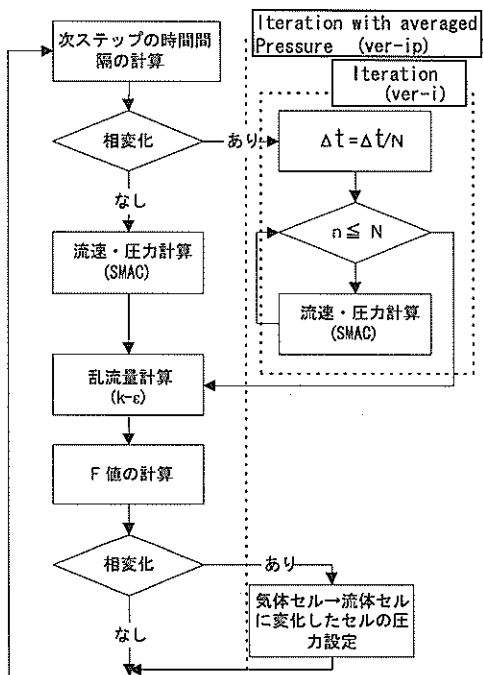 次ステップの時間間
隔の計算
Iteration with averaged
Pressure (ver-ip)
Iteration
(ver-i)
相変化
あり
Δt=Δt/N
なし
n≦ N
流速・圧力計算
(SMAC)
流速・圧力計算
(SMAC)
乱流量計算
(k-ε)
F 値の計算
相変化
あり
なし
気体セル→流体セル
に変化したセルの圧
力設定